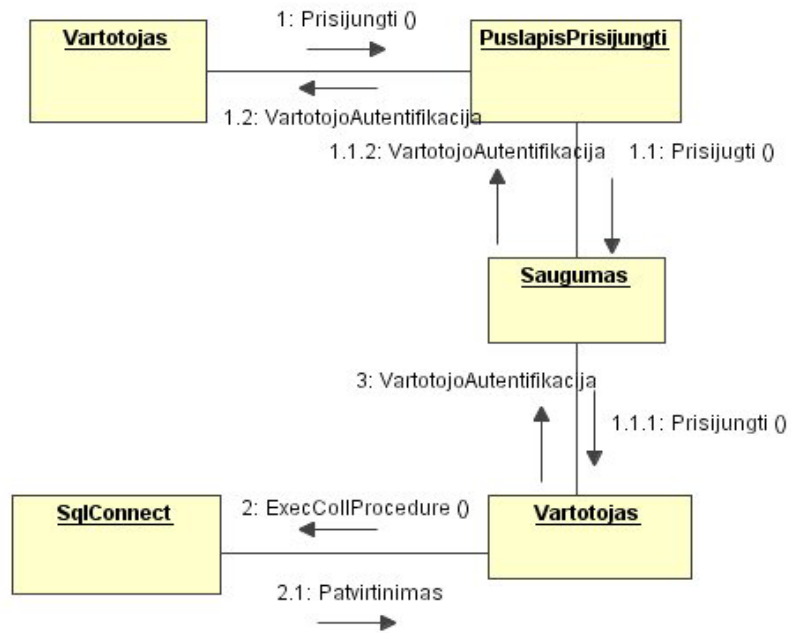 1: Prisijungti ()
Vartotojas
PuslapisPrisijungti
1.2: VartotojoAutentifikacija
1.1.2: VartotojoAutentifikacija
1.1: Prisijugti ()
Saugumas
3: VartotojoAutentifikacija
1.1.1: Prisijungti ()
SqlConnect
2: ExecCollProcedure ()
Vartotojas
2.1: Patvirtinimas